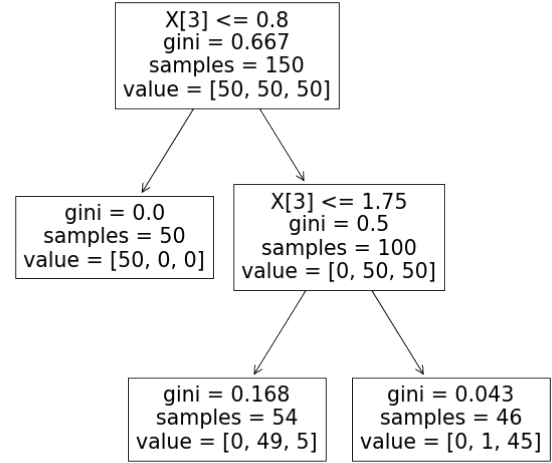 X[3] <= 0.8
gini = 0.667
samples = 150
value = [50, 50, 50]
gini = 0.0
samples = 50
value = [50, 0, 0]
X[3] <= 1.75
gini = 0.5
samples = 100
value = [0, 50, 50]
gini = 0.168
samples = 54
value = [0, 49, 5]
gini = 0.043
samples = 46
value = [0, 1, 45]